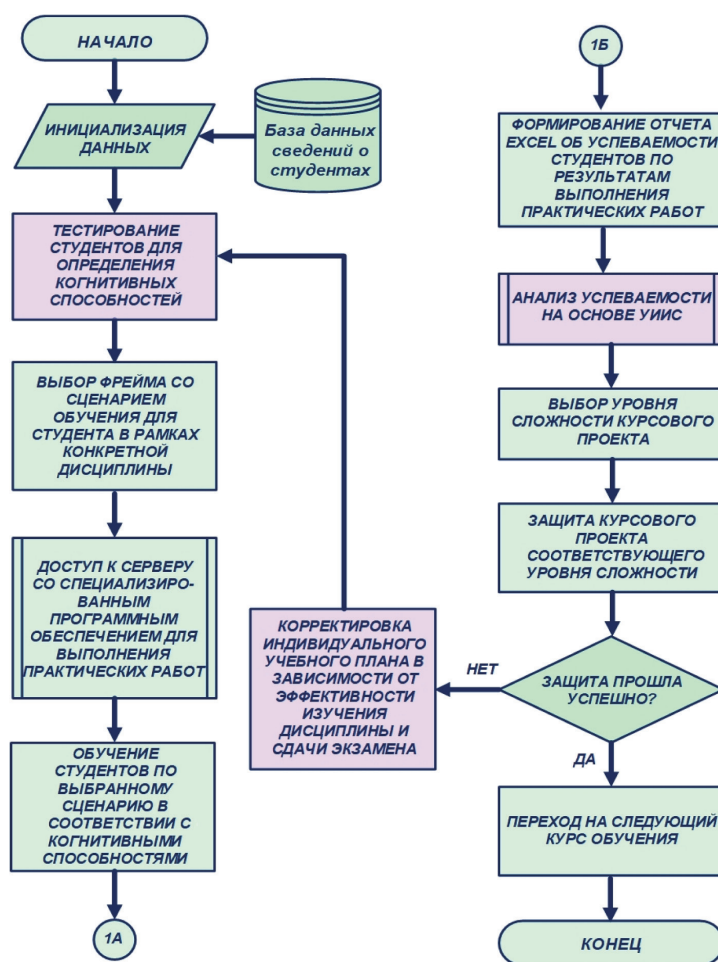 НАЧАЛО
ИНИЦИАЛИЗАЦИЯ
ДАННЫХ
База данных
сведений о
студентах
ТЕСТИРОВАНИЕ
СТУДЕНТОВ ДЛЯ
ОПРЕДЕЛЕНИЯ
КОГНИТИВНЫХ
СПОСОБНОСТЕЙ
ВЫБОР ФРЕЙМА СО
СЦЕНАРИЕМ
ОБУЧЕНИЯ ДЛЯ
СТУДЕНТА В РАМКАХ
КОНКРЕТНОЙ
ДИСЦИПЛИНЫ
ДОСТУП К СЕРВЕРУ
СО СПЕЦИАЛИЗИРО-
ВАННЫМ
ПРОГРАММНЫМ
ОБЕСПЕЧЕНИЕМ ДЛЯ
ВЫПОЛНЕНИЯ
ПРАКТИЧЕСКИХ РАБОТ
ОБУЧЕНИЕ
СТУДЕНТОВ ПО
ВЫБРАННОМУ
СЦЕНАРИЮ В
СООТВЕТСТВИИ С
КОГНИТИВНЫМИ
СПОСОБНОСТЯМИ
1А
1Б
ФОРМИРОВАНИЕ ОТЧЕТА
EXCEL ОБ УСПЕВАЕМОСТИ
СТУДЕНТОВ ПО
РЕЗУЛЬТАТАМ
ВЫПОЛНЕНИЯ
ПРАКТИЧЕСКИХ РАБОТ
АНАЛИЗ УСПЕВАЕМОСТИ
НА ОСНОВЕ УИИС
ВЫБОР УРОВНЯ
СЛОЖНОСТИ КУРСОВОГО
ПРОЕКТА
ЗАЩИТА КУРСОВОГО
ПРОЕКТА
СООТВЕТСТВУЮЩЕГО
УРОВНЯ СЛОЖНОСТИ
ЗАЩИТА ПРОШЛА
УСПЕШНО?
НЕТ
КОРРЕКТИРОВКА
ИНДИВИДУАЛЬНОГО
УЧЕБНОГО ПЛАНА В
ЗАВИСИМОСТИ ОТ
ЭФФЕКТИВНОСТИ
ИЗУЧЕНИЯ
ДИСЦИПЛИНЫ И
СДАЧИ ЭКЗАМЕНА
ДА
ПЕРЕХОД НА СЛЕДУЮЩИЙ
КУРС ОБУЧЕНИЯ
КОНЕЦ